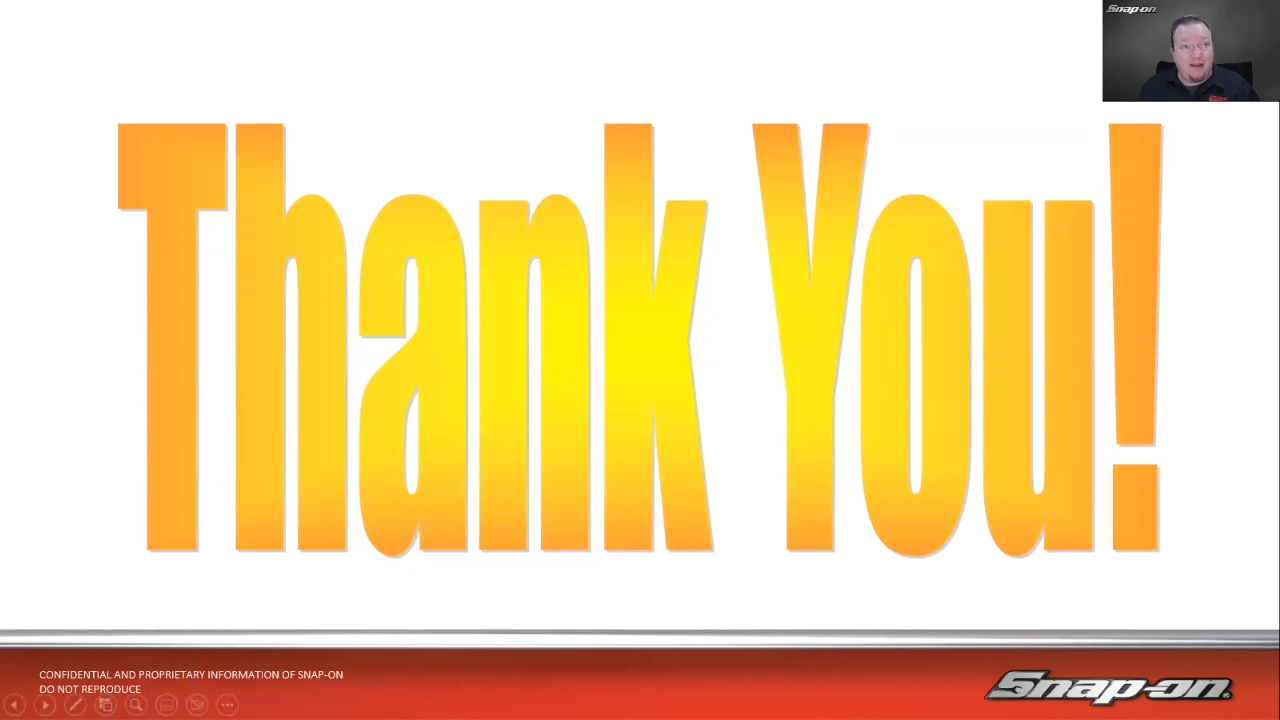 Snap-on
Thank You!
CONFIDENTIAL AND PROPRIETARY INFORMATION OF SNAP-ON
DO NOT REPRODUCE
Snap-on